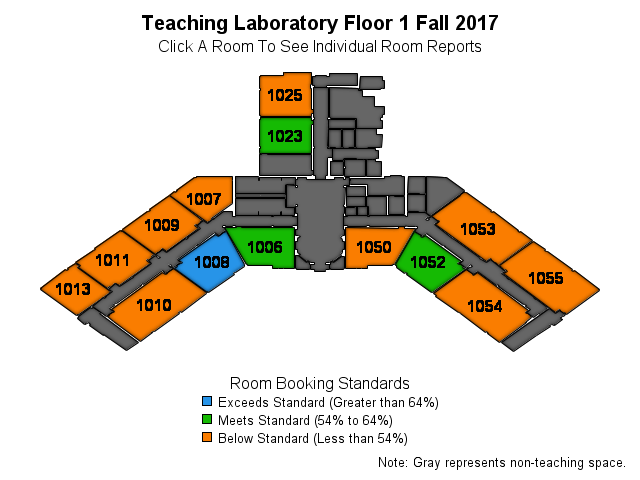 Teaching Laboratory Floor 1 Fall 2017
Click A Room To See Individual Room Reports
1025
1023
1007
1009
1011
1013
1006
1008
1010
1050
1052
1053
1055
1054
Room Booking Standards
Exceeds Standard (Greater than 64%)
Meets Standard (54% to 64%)
Below Standard (Less than 54%)
Note: Gray represents non-teaching space.